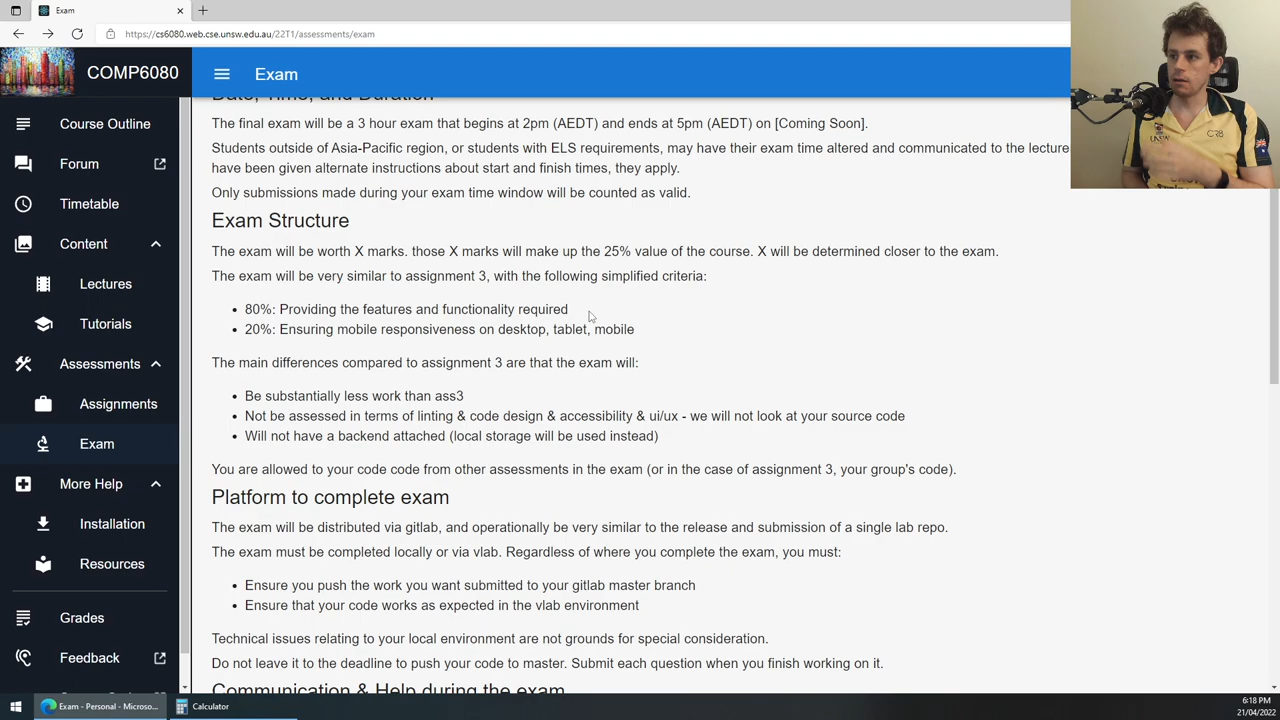 Exam
https://cs6080.web.cse.unsw.edu.au/22T1/assessments/exam
COMP6080
Exam
Course Outline
Forum
Timetable
Content
Lectures
Tutorials
Assessments
Assignments
Exam
More Help
Installation
Resources
Grades
Feedback
Date, Time, and Duration
The final exam will be a 3 hour exam that begins at 2pm (AEDT) and ends at 5pm (AEDT) on [Coming Soon].
Students outside of Asia-Pacific region, or students with ELS requirements, may have their exam time altered and communicated to the lecture
have been given alternate instructions about start and finish times, they apply.
Only submissions made during your exam time window will be counted as valid.
Exam Structure
The exam will be worth X marks. those X marks will make up the 25% value of the course. X will be determined closer to the exam.
The exam will be very similar to assignment 3, with the following simplified criteria:
• 80%: Providing the features and functionality required
• 20%: Ensuring mobile responsiveness on desktop, tablet, mobile
The main differences compared to assignment 3 are that the exam will:
• Be substantially less work than ass3
• Not be assessed in terms of linting & code design & accessibility & ui/ux - we will not look at your source code
• Will not have a backend attached (local storage will be used instead)
You are allowed to your code code from other assessments in the exam (or in the case of assignment 3, your group's code).
Platform to complete exam
The exam will be distributed via gitlab, and operationally be very similar to the release and submission of a single lab repo.
The exam must be completed locally or via vlab. Regardless of where you complete the exam, you must:
• Ensure you push the work you want submitted to your gitlab master branch
• Ensure that your code works as expected in the vlab environment
Technical issues relating to your local environment are not grounds for special consideration.
Do not leave it to the deadline to push your code to master. Submit each question when you finish working on it.
Communication & Help during the exam
Exam - Personal - Microso...
Calculator
6:18 PM
21/04/2022